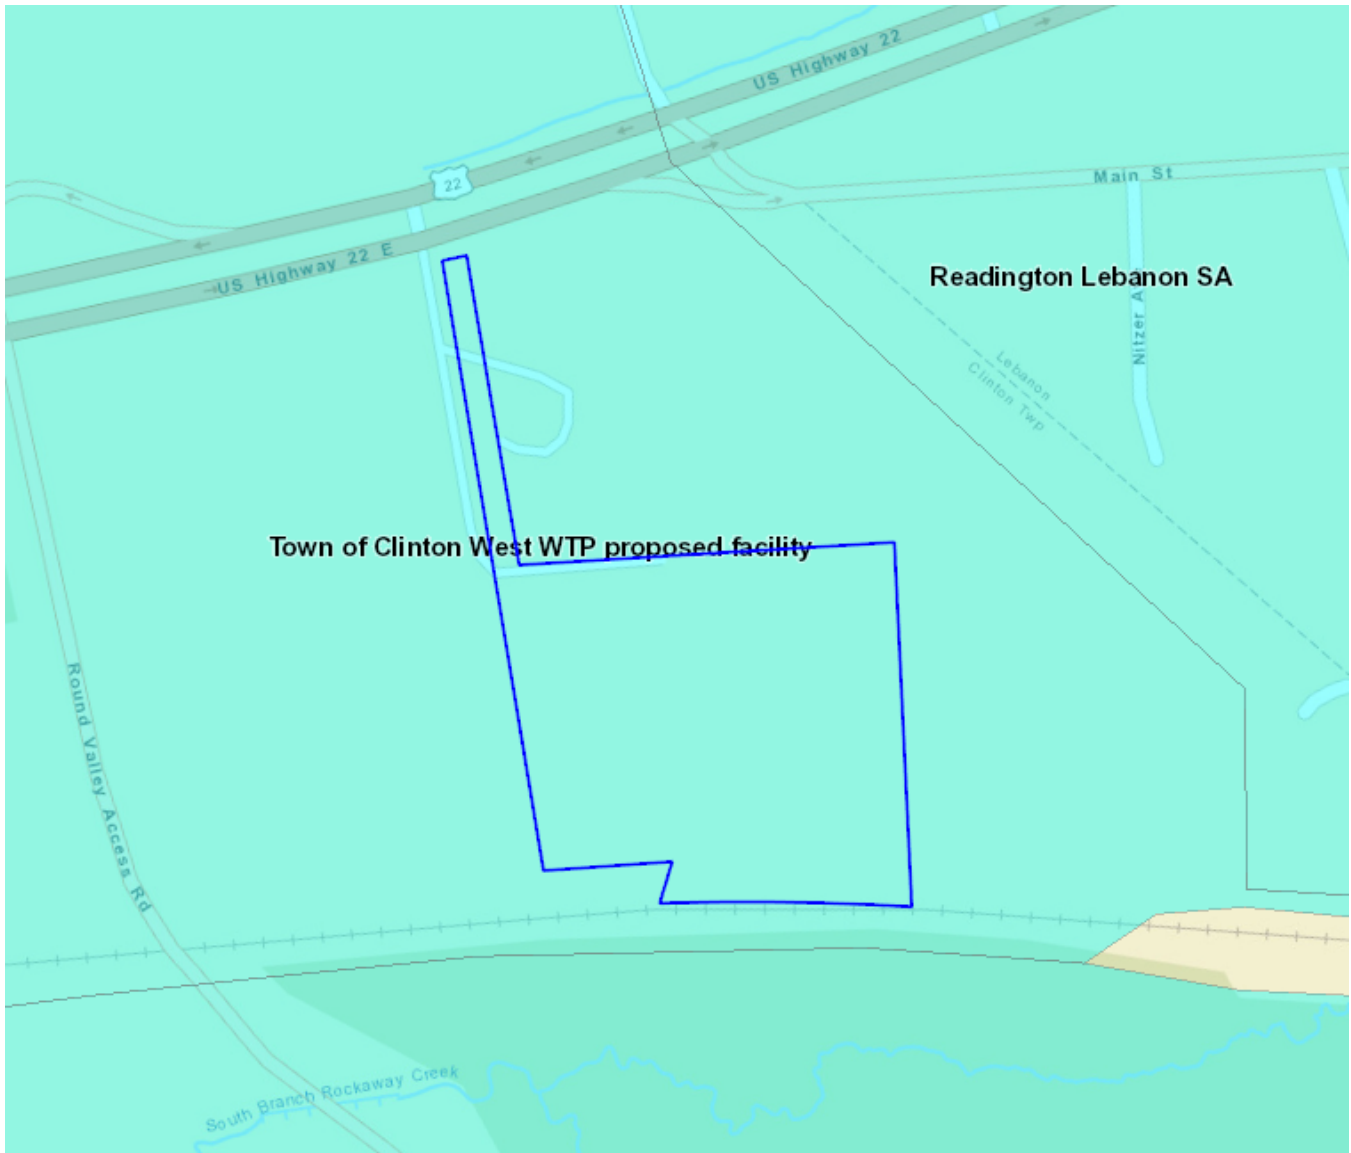 US Highway 22
22
Main St
US Highway 22 E
Readington Lebanon SA
Nitzer A
Lebanon
Clinton Twp
Town of Clinton West WTP proposed facility
Round Valley Access Rd
South Branch Rockaway Creek